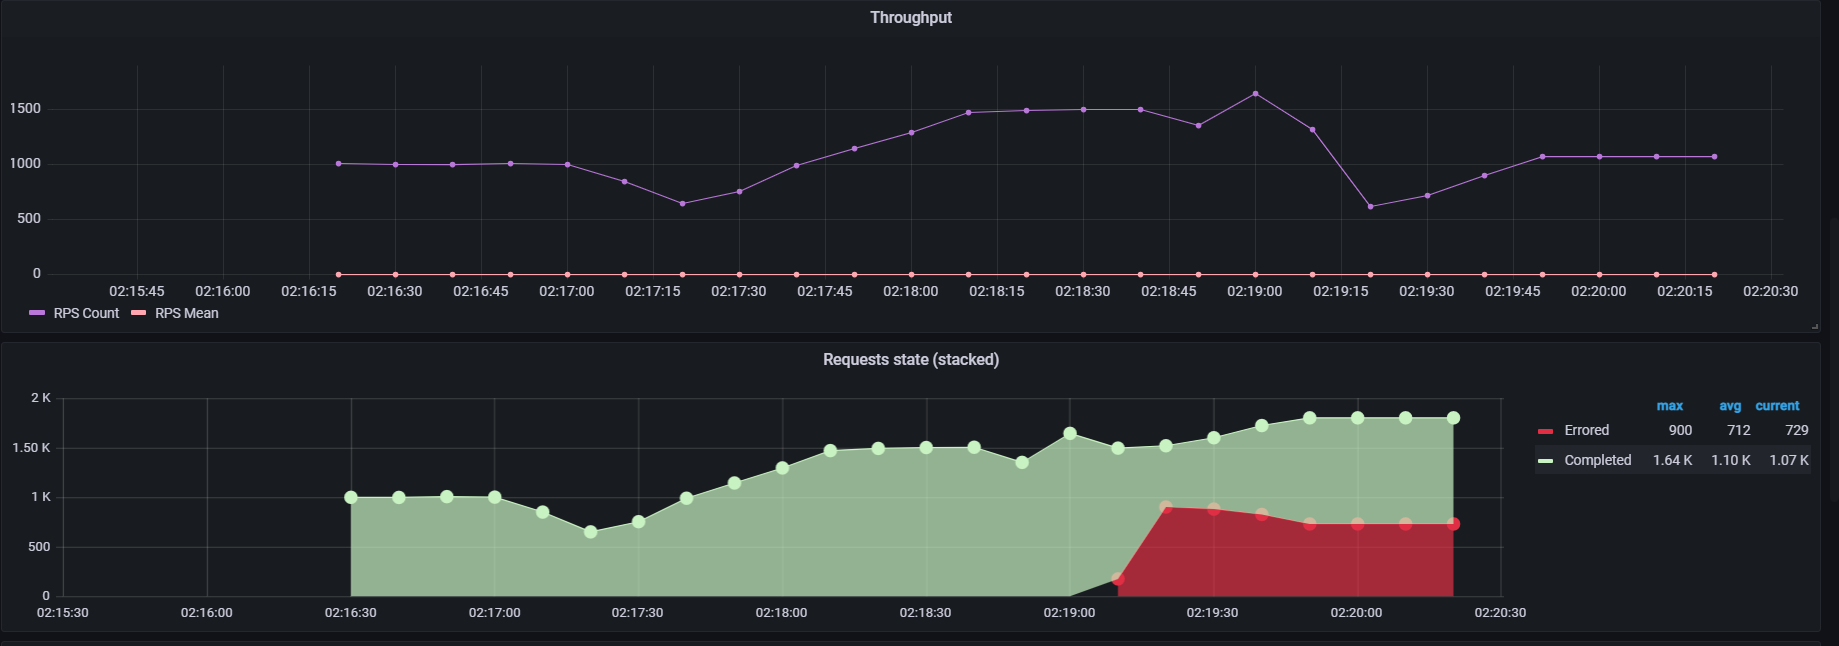 Throughput
1500
1000
500
0
02:15:45 02:16:00 02:16:15 02:16:30 02:16:45 02:17:00 02:17:15 02:17:30 02:17:45 02:18:00 02:18:15 02:18:30 02:18:45 02:19:00 02:19:15 02:19:30 02:19:45 02:20:00 02:20:15 02:20:30
RPS Count RPS Mean
Requests state (stacked)
2 K
1.50 K
1 K
500
0
02:15:30 02:16:00 02:16:30 02:17:00 02:17:30 02:18:00 02:18:30 02:19:00 02:19:30 02:20:00 02:20:30
max avg current
Errored 900 712 729
Completed 1.64 K 1.10 K 1.07 K